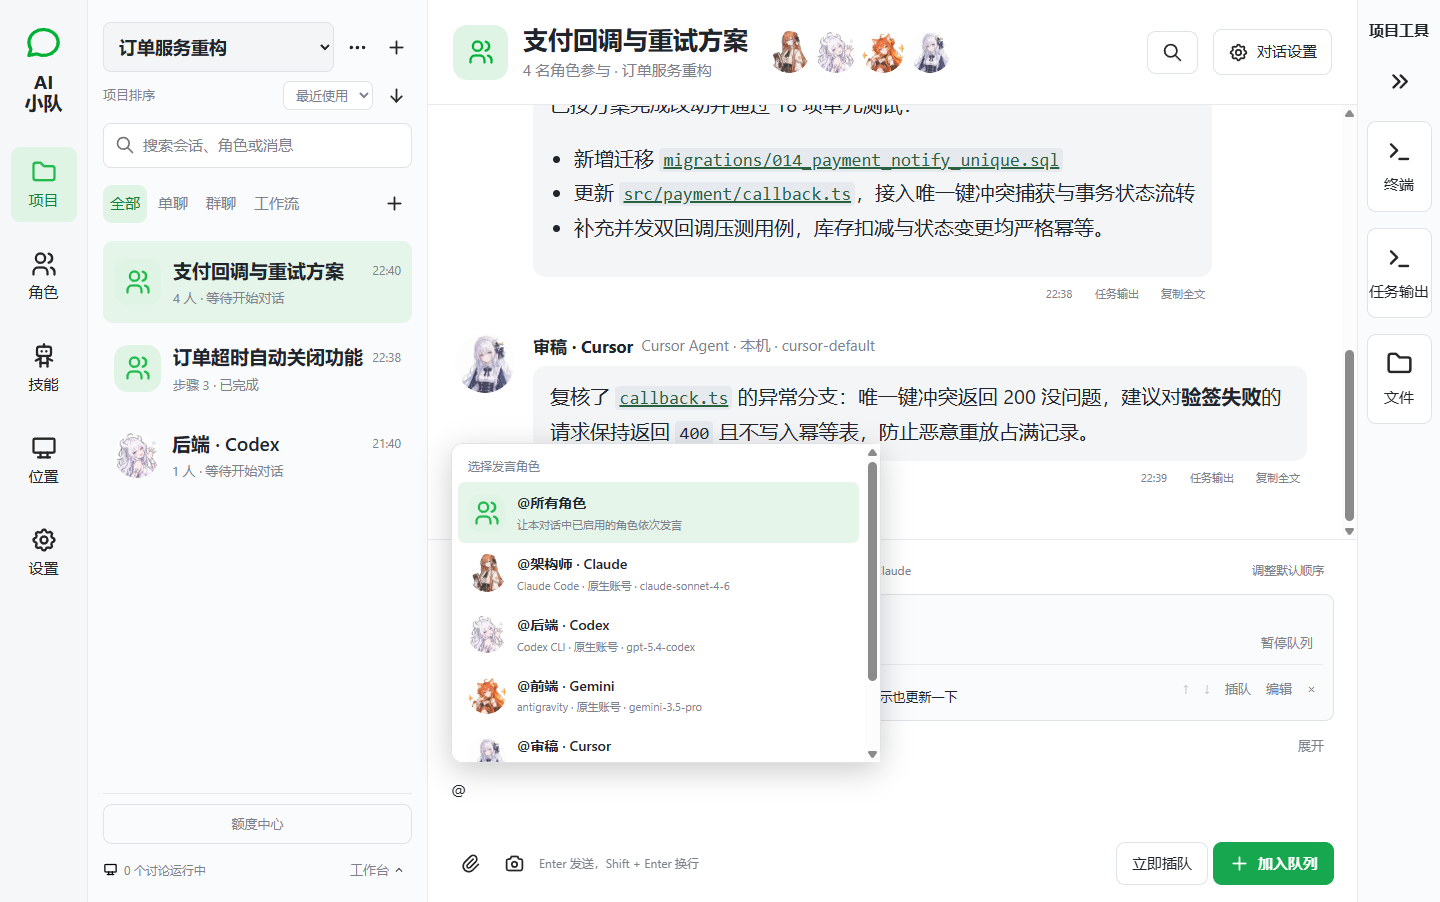 AI
小队
项目
角色
技能
位置
设置
订单服务重构
项目排序
最近使用
搜索会话、角色或消息
全部
单聊
群聊
工作流
支付回调与重试方案
22:40
4 人 · 等待开始对话
订单超时自动关闭功能
22:38
步骤 3 · 已完成
后端 · Codex
21:40
1 人 · 等待开始对话
额度中心
0 个讨论运行中
工作台
支付回调与重试方案
4 名角色参与 · 订单服务重构
对话设置
已按方案完成改动并通过 18 项单元测试：
新增迁移 migrations/014_payment_notify_unique.sql
更新 src/payment/callback.ts，接入唯一键冲突捕获与事务状态流转
补充并发双回调压测用例，库存扣减与状态变更均严格幂等。
22:38 任务输出 复制全文
审稿 · Cursor Cursor Agent · 本机 · cursor-default
复核了 callback.ts 的异常分支：唯一键冲突返回 200 没问题，建议对验签失败的
请求保持返回 400 且不写入幂等表，防止恶意重放占满记录。
22:39 任务输出 复制全文
选择发言角色
@所有角色
让本对话中已启用的角色依次发言
@架构师 · Claude
Claude Code · 原生账号 · claude-sonnet-4-6
@后端 · Codex
Codex CLI · 原生账号 · gpt-5.4-codex
@前端 · Gemini
antigravity · 原生账号 · gemini-3.5-pro
@审稿 · Cursor
laude
调整默认顺序
暂停队列
示也更新一下
↑ ↓ 插队 编辑 ×
展开
@
Enter 发送，Shift + Enter 换行
立即插队
加入队列
项目工具
终端
任务输出
文件